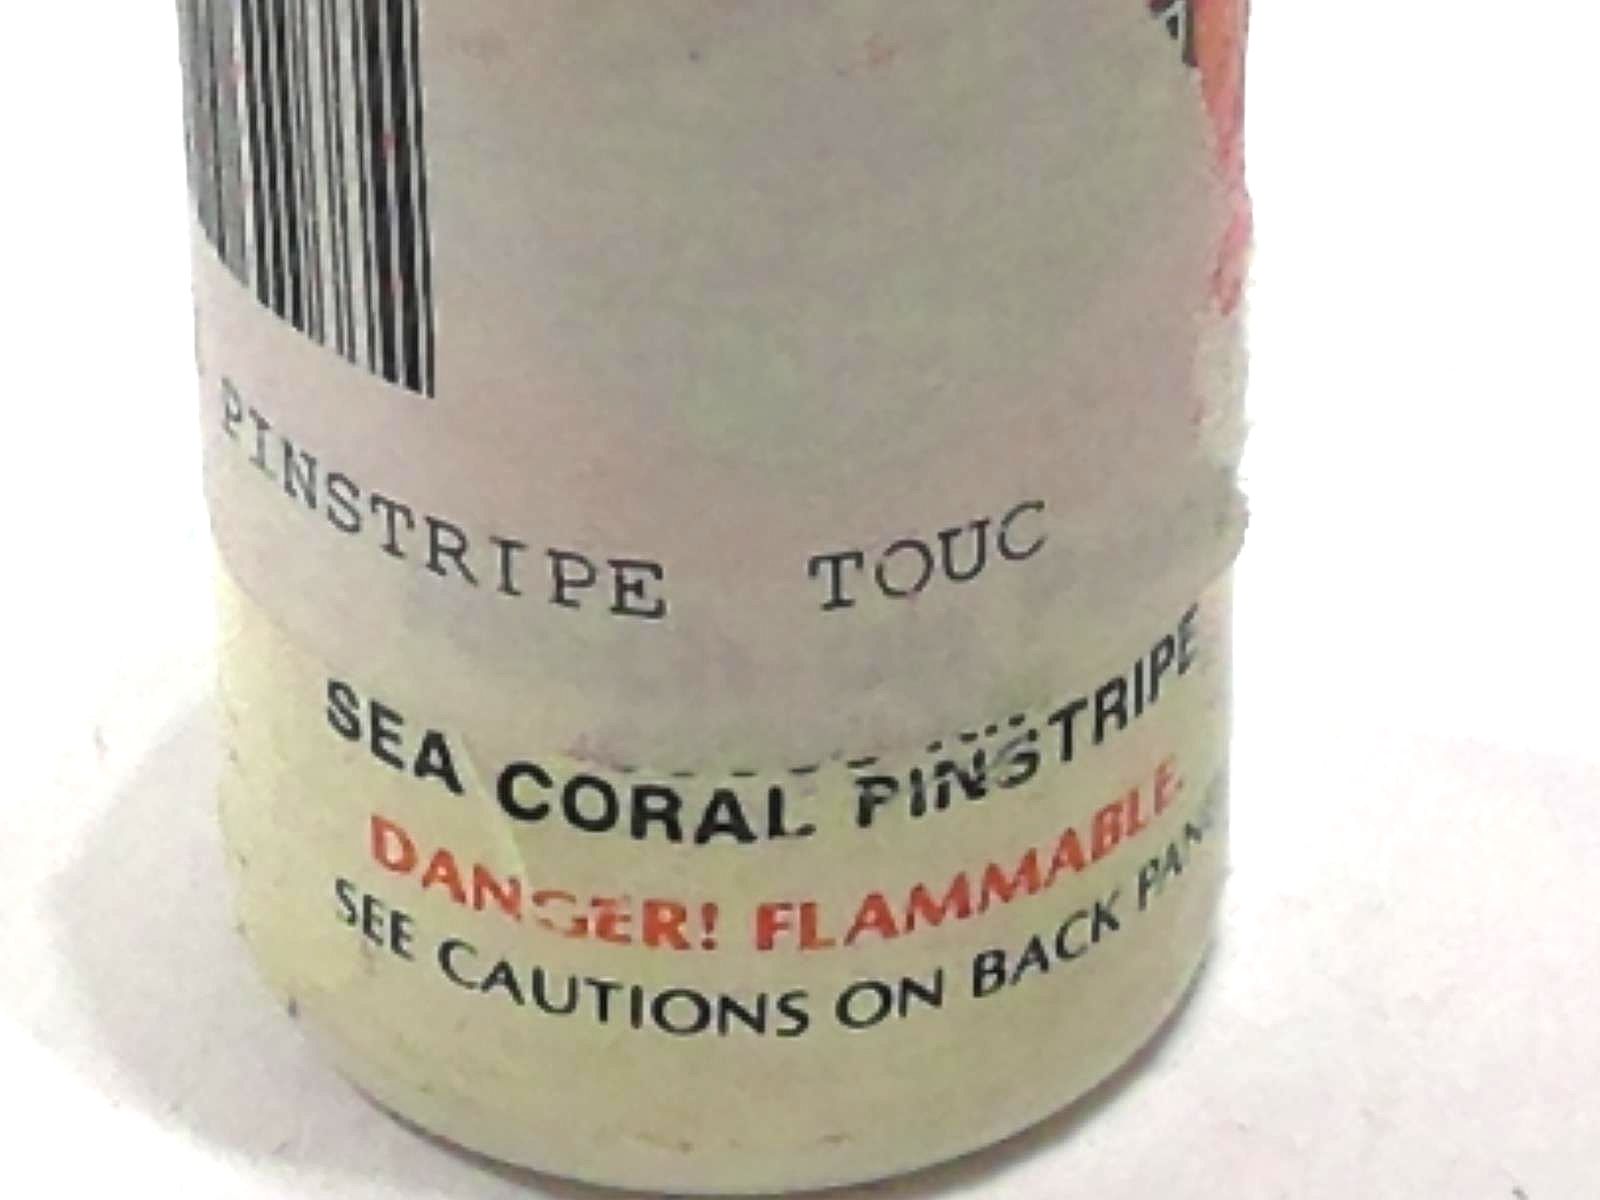 PINSTRIPE TOUC
SEA CORAL PINSTRIPE
DANGER! FLAMMABLE.
SEE CAUTIONS ON BACK PAN